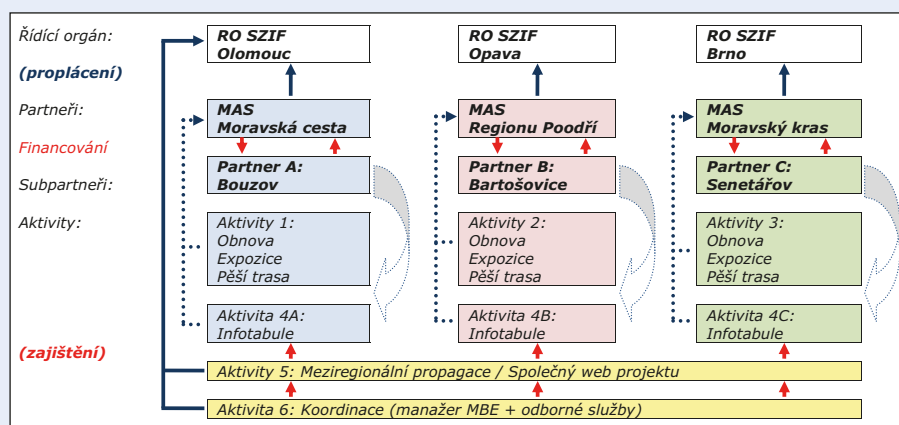 Řídící orgán:
(proplácení)
Partneři:
Financování
Subpartneři:
Aktivity:
(zajištění)
RO SZIF
Olomouc
RO SZIF
Opava
RO SZIF
Brno
MAS
Moravská cesta
MAS
Regionu Poodří
MAS
Moravský kras
Partner A:
Bouzov
Partner B:
Bartošovice
Partner C:
Senetářov
Aktivity 1:
Obnova
Expozice
Pěší trasa
Aktivity 2:
Obnova
Expozice
Pěší trasa
Aktivity 3:
Obnova
Expozice
Pěší trasa
Aktivita 4A:
Infotabule
Aktivita 4B:
Infotabule
Aktivita 4C:
Infotabule
Aktivity 5: Meziregionální propagace / Společný web projektu
Aktivita 6: Koordinace (manažer MBE + odborné služby)